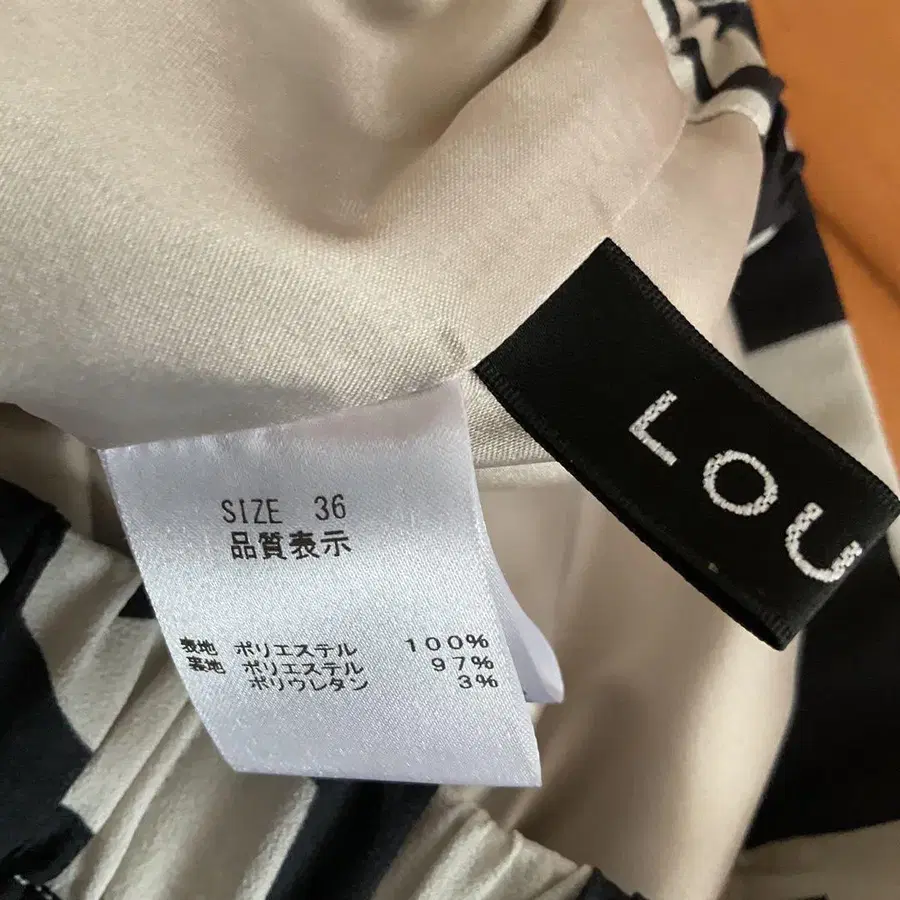 SIZE 36
品質表示
表地 ポリエステル 100%
裏地 ポリエステル 97%
ポリウレタン 3%
LOU